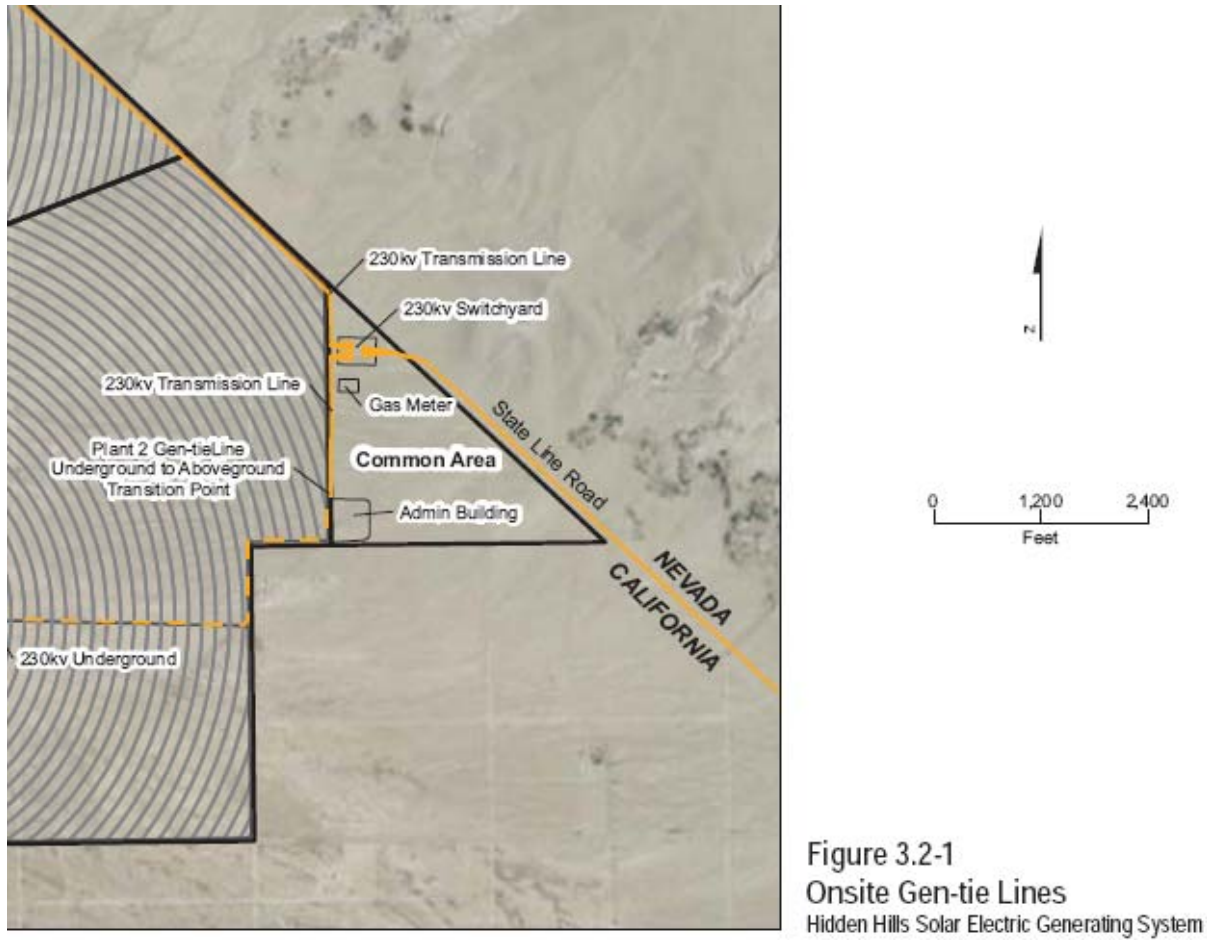 230kv Transmission Line
230kv Switchyard
230kv Transmission Line
Gas Meter
State Line Road
Plant 2 Gen-tieLine
Underground to Aboveground
Transition Point
Common Area
Admin Building
NEVADA
CALIFORNIA
230kv Underground
z
0 1,200 2,400
Feet
Figure 3.2-1
Onsite Gen-tie Lines
Hidden Hills Solar Electric Generating System